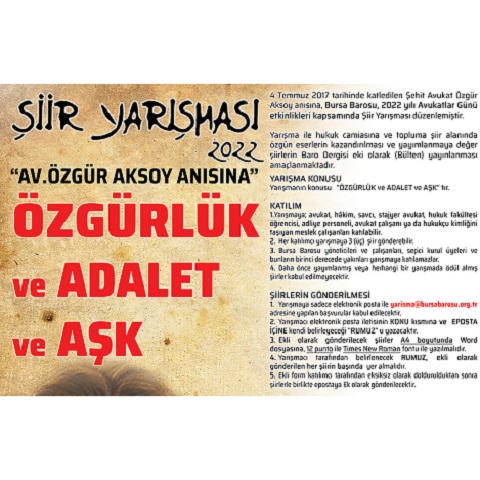 ŞİİR YARIŞMASI
2022
“AV.ÖZGÜR AKSOY ANISINA”
ÖZGÜRLÜK
ve ADALET
ve AŞK
4 Temmuz 2017 tarihinde katledilen Şehit Avukat Özgür
Aksoy anısına, Bursa Barosu, 2022 yılı Avukatlar Günü
etkinlikleri kapsamında Şiir Yarışması düzenlemiştir.
Yarışma ile hukuk camiasına ve topluma şiir alanında
özgün eserlerin kazandırılması ve yayımlanmaya değer
şiirlerin Baro Dergisi eki olarak (Bülten) yayınlanması
amaçlanmaktadır.
YARIŞMA KONUSU
Yarışmanın konusu "ÖZGÜRLÜK ve ADALET ve AŞK" tır.
KATILIM
1.Yarışmaya; avukat, hâkim, savcı, stajyer avukat, hukuk fakültesi
öğrencisi, adliye personeli, avukat çalışanı ya da hukukçu kimliğini
taşıyan meslek çalışanları katılabilir.
2. Her katılımcı yarışmaya 3 (üç) şiir gönderebilir.
3. Bursa Barosu yöneticileri ve çalışanları, seçici kurul üyeleri ve
bunların birinci derecede yakınları yarışmaya katılamazlar.
4. Daha önce yayımlanmış veya herhangi bir yarışmada ödül almış
şiirler kabul edilmeyecektir.
ŞİİRLERİN GÖNDERİLMESİ
1. Yarışmaya sadece elektronik posta ile yarisma@bursabarosu.org.tr
adresine yapılan başvurular kabul edilecektir.
2. Yarışmacı elektronik posta iletisinin KONU kısmına ve EPOSTA
İÇİNE kendi belirleyeceği "RUMUZ" u yazacaktır.
3. Ekli olarak gönderilecek şiirler A4 boyutunda Word
dosyasına, 12 punto ile Times New Roman fontu ile yazılmalıdır.
4. Yarışmacı tarafından belirlenecek RUMUZ, ekli olarak
gönderilen her şiirin başında yer almalıdır.
5. Ekli form katılımcı tarafından eksiksiz olarak doldurulduktan sonra
şiirlerle birlikte epostaya Ek olarak gönderilecektir.